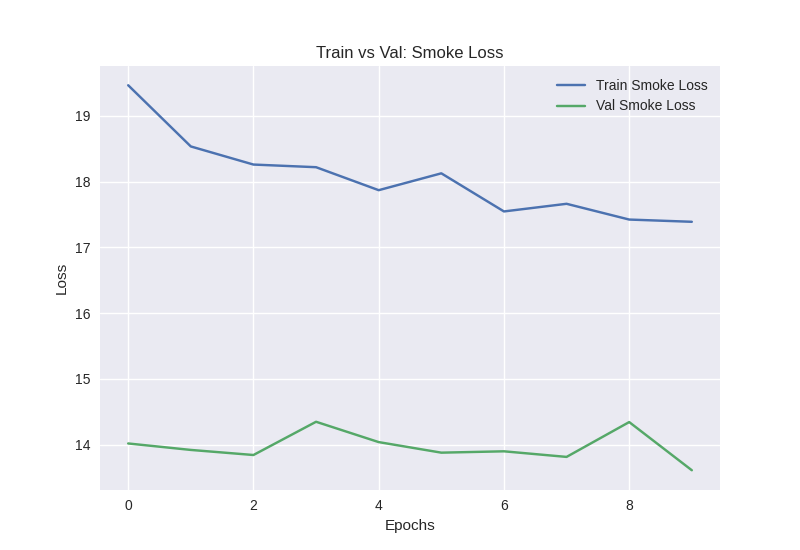 Train vs Val: Smoke Loss
Train Smoke Loss
Val Smoke Loss
19
18
17
16
15
14
Loss
0 2 4 6 8
Epochs